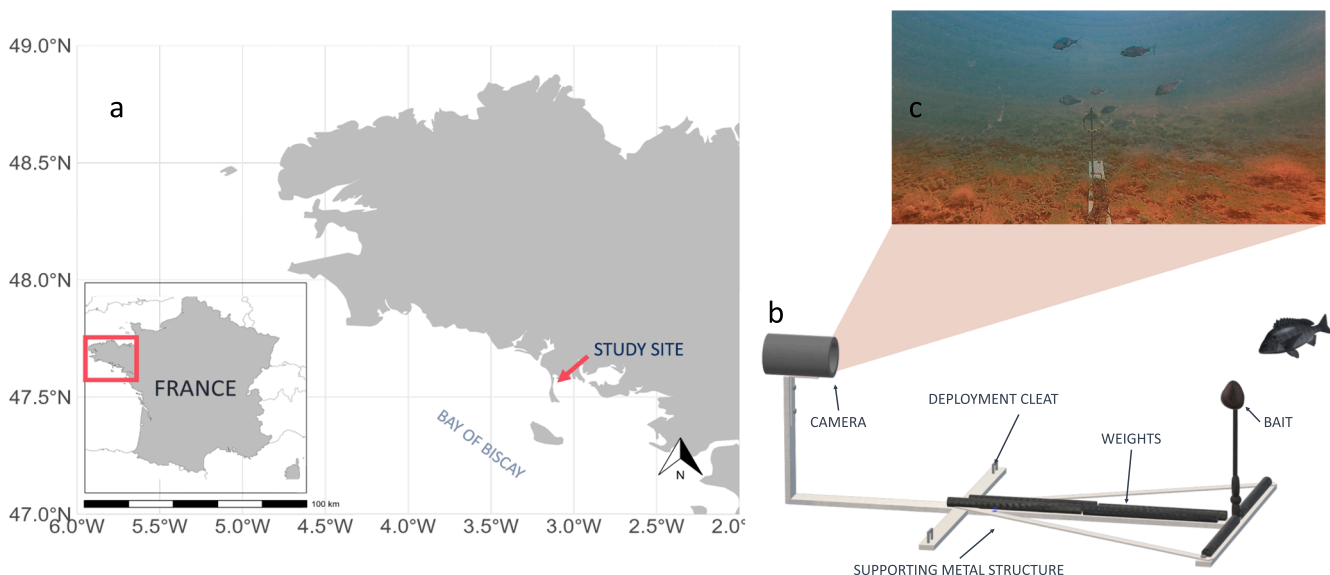 49.0°N
a
c
48.5°N
48.0°N
b
STUDY SITE
FRANCE
47.5°N
DEPLOYMENT CLEAT
CAMERA
BAIT
BAY OF BISCAY
WEIGHTS
N
100 km
47.0°N
6.0°W 5.5°W 5.0°W 4.5°W 4.0°W 3.5°W 3.0°W 2.5°W 2.0°
SUPPORTING METAL STRUCTURE